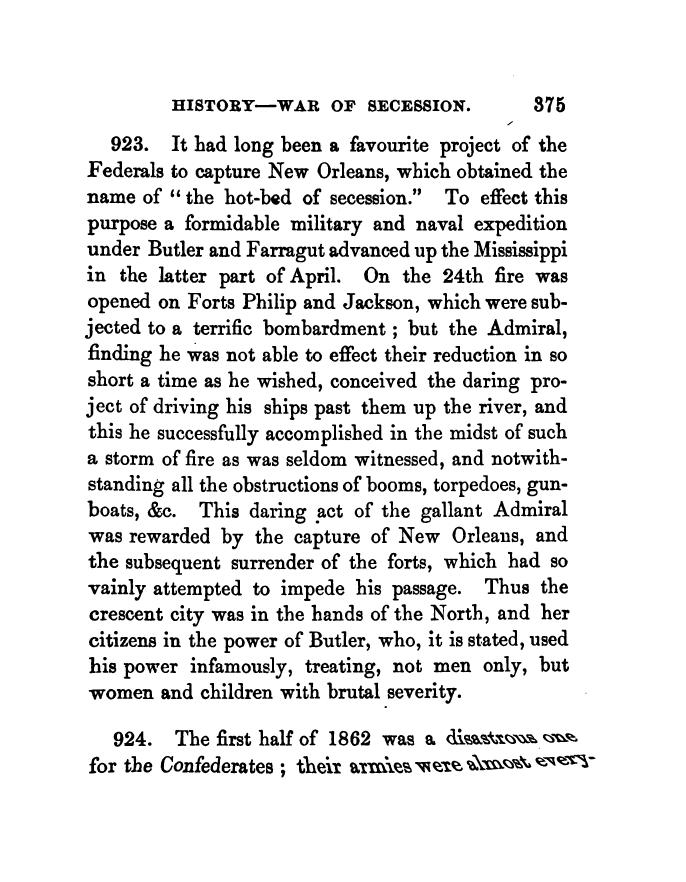 HISTORY—WAR OF SECESSION. 375
923. It had long been a favourite project of the
Federals to capture New Orleans, which obtained the
name of "the hot-bed of secession." To effect this
purpose a formidable military and naval expedition
under Butler and Farragut advanced up the Mississippi
in the latter part of April. On the 24th fire was
opened on Forts Philip and Jackson, which were sub-
jected to a terrific bombardment; but the Admiral,
finding he was not able to effect their reduction in so
short a time as he wished, conceived the daring pro-
ject of driving his ships past them up the river, and
this he successfully accomplished in the midst of such
a storm of fire as was seldom witnessed, and notwith-
standing all the obstructions of booms, torpedoes, gun-
boats, &c. This daring act of the gallant Admiral
was rewarded by the capture of New Orleans, and
the subsequent surrender of the forts, which had so
vainly attempted to impede his passage. Thus the
crescent city was in the hands of the North, and her
citizens in the power of Butler, who, it is stated, used
his power infamously, treating, not men only, but
women and children with brutal severity.
924. The first half of 1862 was a disastrous one
for the Confederates; their armies were almost every-